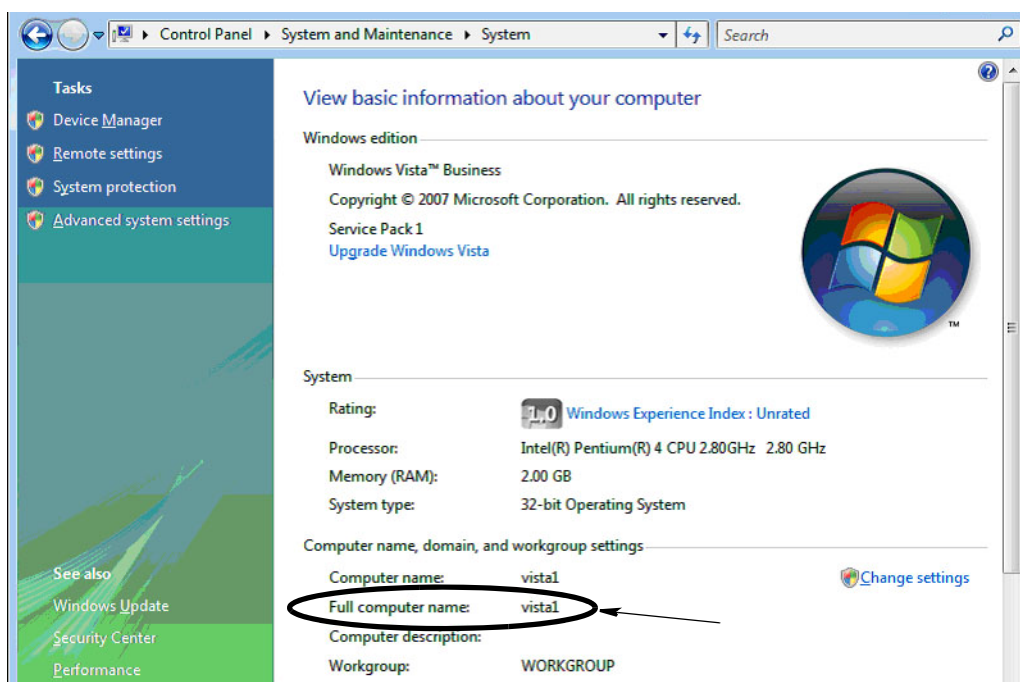 Control Panel ▸ System and Maintenance ▸ System
Search
Tasks
Device Manager
Remote settings
System protection
Advanced system settings
See also
Windows Update
Security Center
Performance
View basic information about your computer
Windows edition
Windows Vista™ Business
Copyright © 2007 Microsoft Corporation. All rights reserved.
Service Pack 1
Upgrade Windows Vista
TM
System
Rating: 1,0 Windows Experience Index : Unrated
Processor: Intel(R) Pentium(R) 4 CPU 2.80GHz 2.80 GHz
Memory (RAM): 2.00 GB
System type: 32-bit Operating System
Computer name, domain, and workgroup settings
Computer name: vista1 Change settings
Full computer name: vista1
Computer description:
Workgroup: WORKGROUP